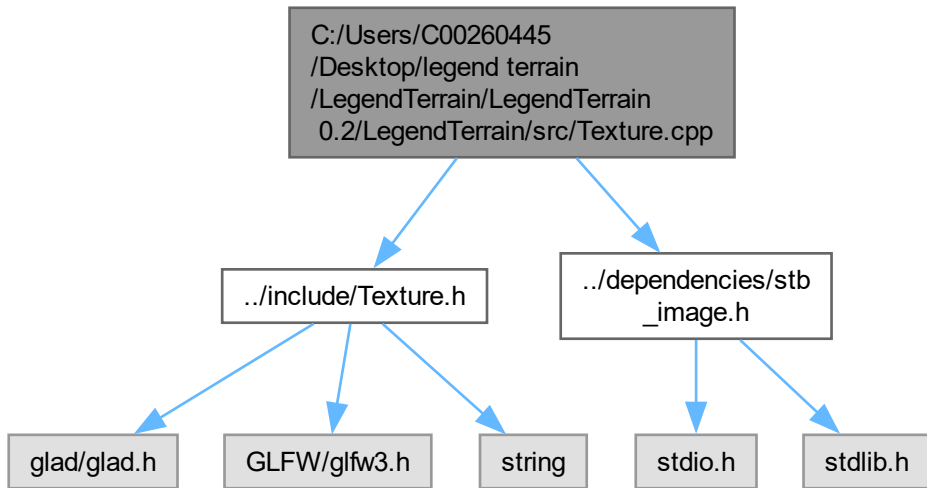 C:/Users/C00260445
/Desktop/legend terrain
/LegendTerrain/LegendTerrain
0.2/LegendTerrain/src/Texture.cpp
../include/Texture.h
../dependencies/stb
_image.h
glad/glad.h
GLFW/glfw3.h
string
stdio.h
stdlib.h